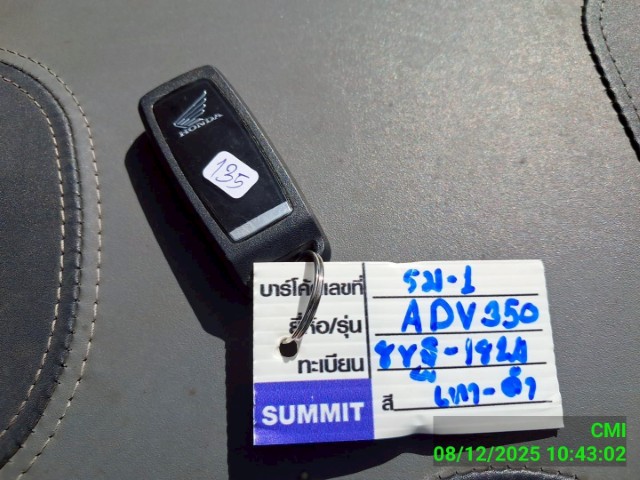 HONDA
135
บาร์โค้ดเลขที่ รม-1
ยี่ห้อ/รุ่น ADV350
ทะเบียน
SUMMIT
สี เทา-ดำ
CMI
08/12/2025 10:43:02